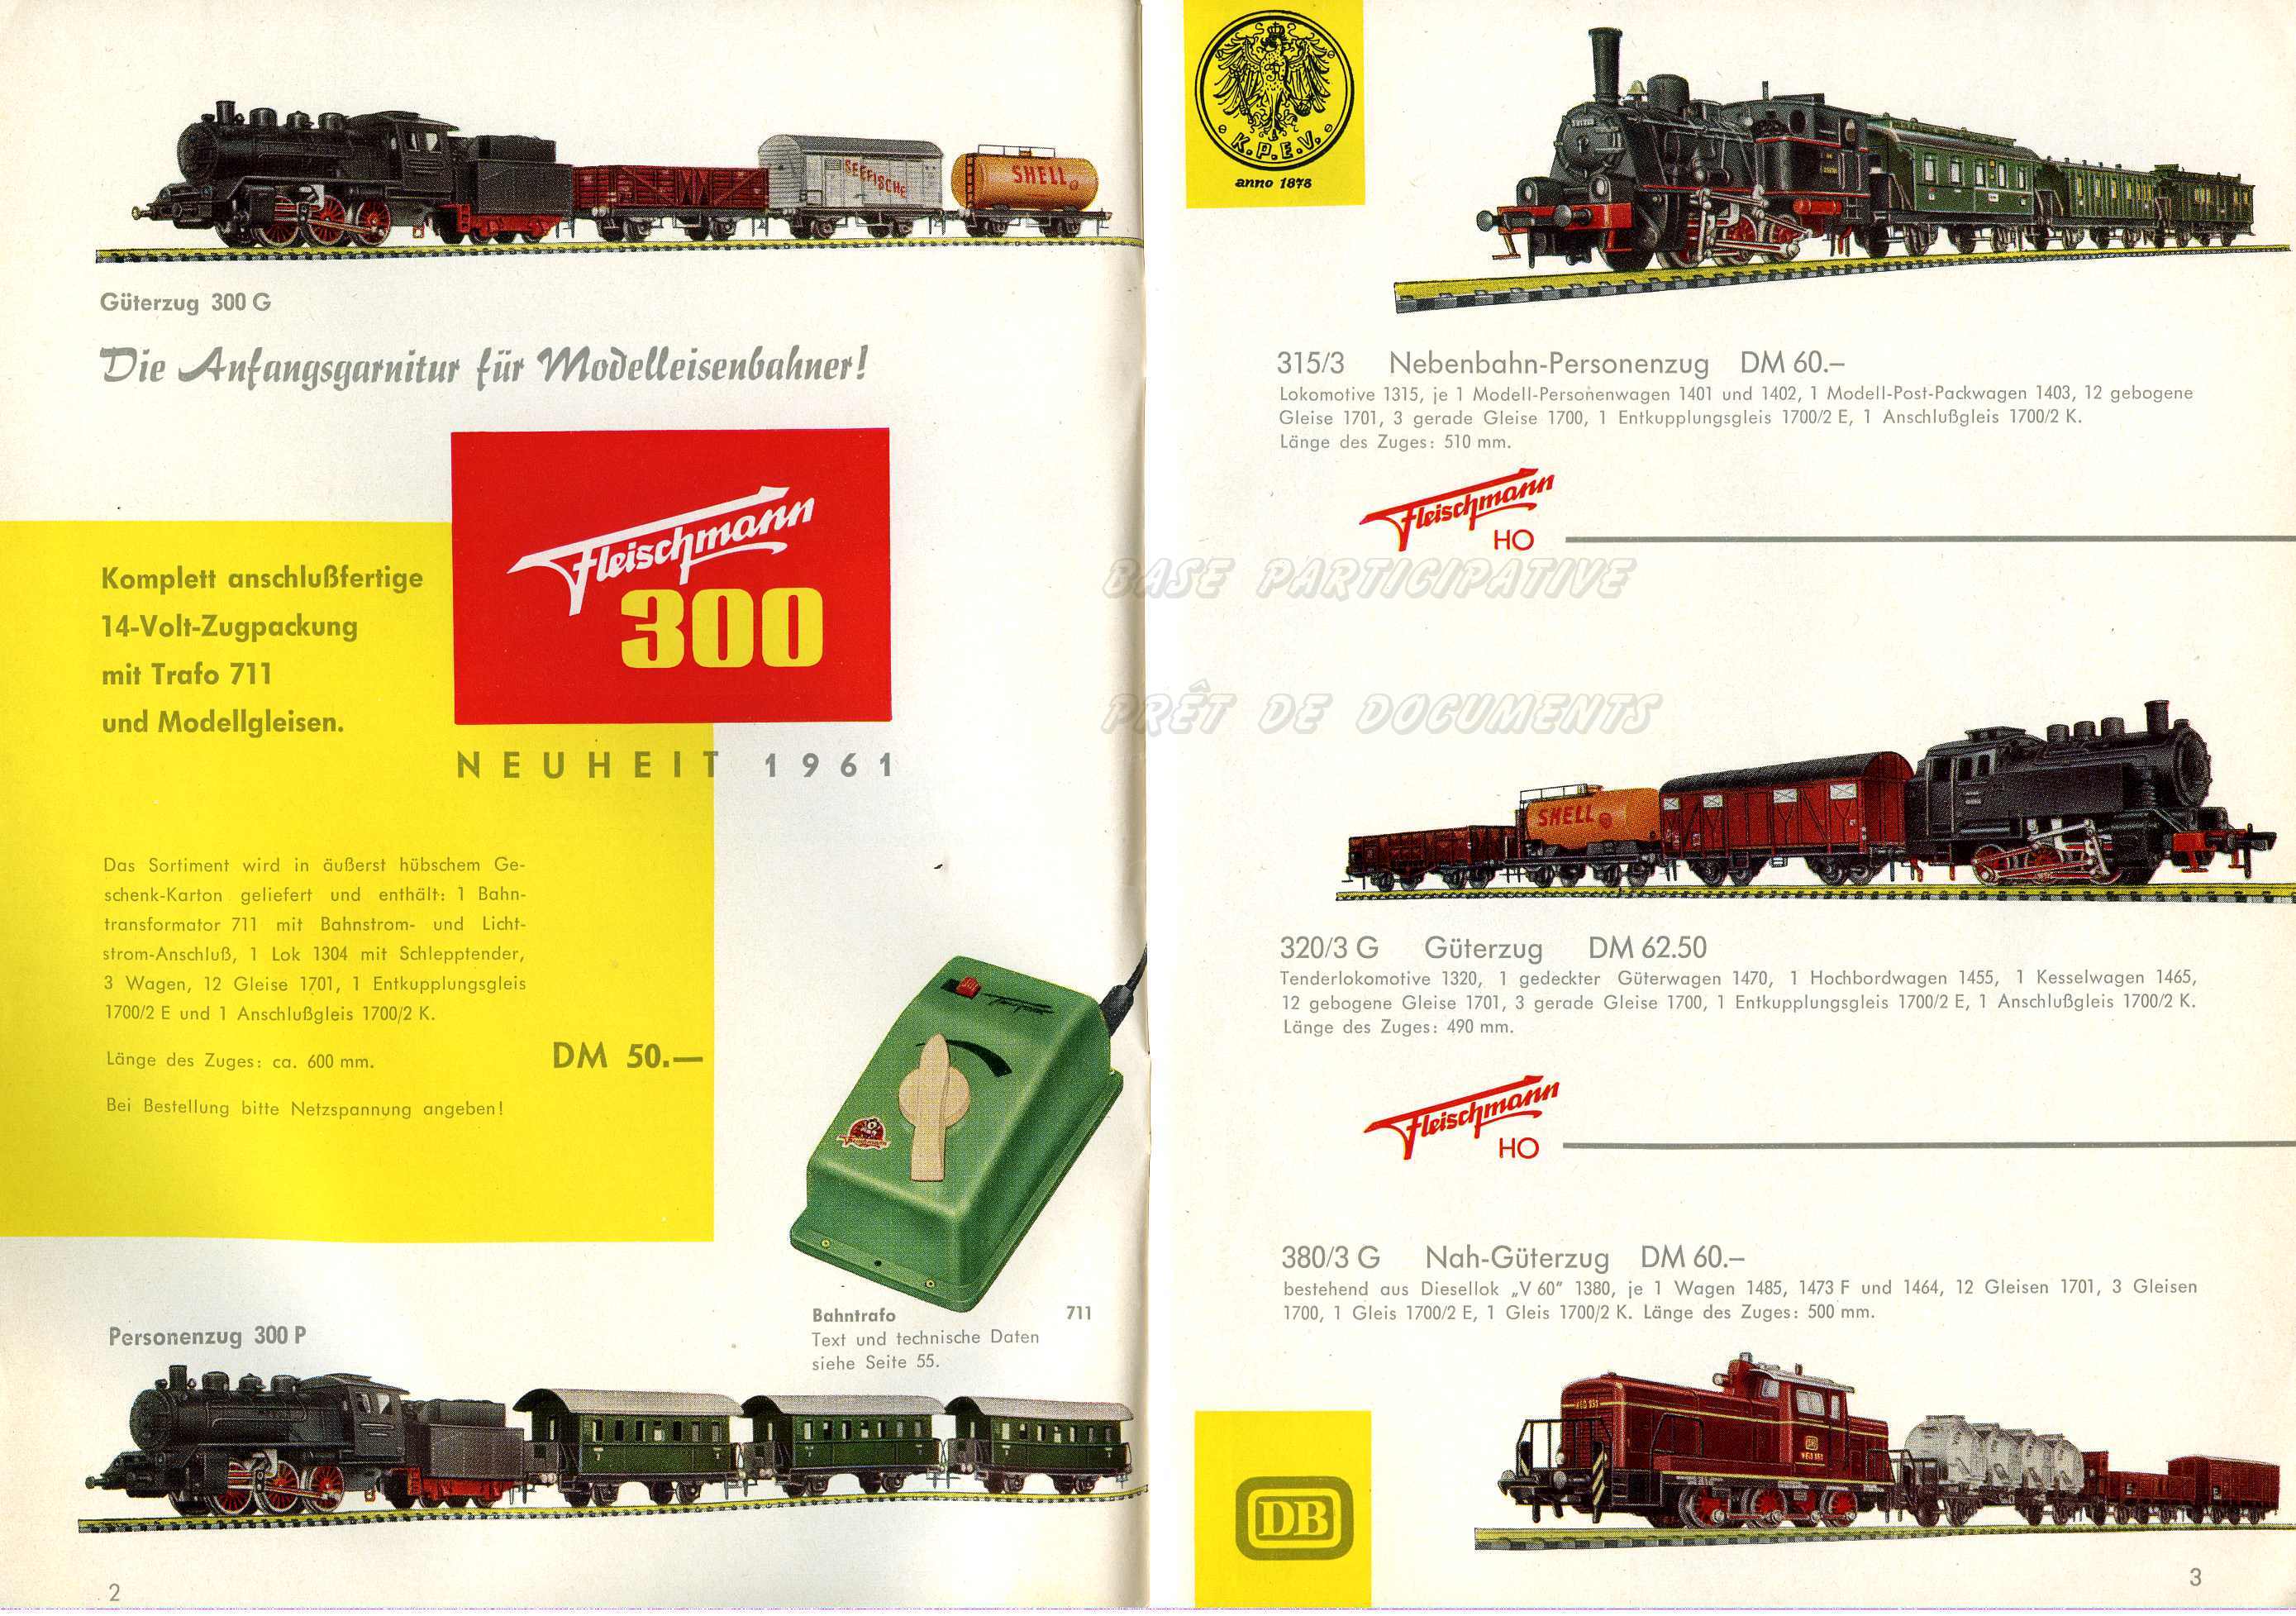 SEEFISCHE
SHELL
Güterzug 300 G
Die Anfangsgarnitur für Modelleisenbahner!
Fleischmann
300
Komplett anschlußfertige
14-Volt-Zugpackung
mit Trafo 711
und Modellgleisen.
NEUHEIT 1961
Das Sortiment wird in äußerst hübschem Ge-
schenk-Karton geliefert und enthält: 1 Bahn-
transformator 711 mit Bahnstrom- und Licht-
strom-Anschluß, 1 Lok 1304 mit Schlepptender,
3 Wagen, 12 Gleise 1701, 1 Entkupplungsgleis
1700/2 E und 1 Anschlußgleis 1700/2 K.
Länge des Zuges: ca. 600 mm.
DM 50.—
Bei Bestellung bitte Netzspannung angeben!
Bahntrafo 711
Text und technische Daten
siehe Seite 55.
Personenzug 300 P
2
K.P.E.V.
anno 1878
315/3 Nebenbahn-Personenzug DM 60.–
Lokomotive 1315, je 1 Modell-Personenwagen 1401 und 1402, 1 Modell-Post-Packwagen 1403, 12 gebogene
Gleise 1701, 3 gerade Gleise 1700, 1 Entkupplungsgleis 1700/2 E, 1 Anschlußgleis 1700/2 K.
Länge des Zuges: 510 mm.
Fleischmann
HO
BASE PARTICIPATIVE
PRÊT DE DOCUMENTS
SHELL
320/3 G Güterzug DM 62.50
Tenderlokomotive 1320, 1 gedeckter Güterwagen 1470, 1 Hochbordwagen 1455, 1 Kesselwagen 1465,
12 gebogene Gleise 1701, 3 gerade Gleise 1700, 1 Entkupplungsgleis 1700/2 E, 1 Anschlußgleis 1700/2 K.
Länge des Zuges: 490 mm.
Fleischmann
HO
380/3 G Nah-Güterzug DM 60.–
bestehend aus Diesellok „V 60" 1380, je 1 Wagen 1485, 1473 F und 1464, 12 Gleisen 1701, 3 Gleisen
1700, 1 Gleis 1700/2 E, 1 Gleis 1700/2 K. Länge des Zuges: 500 mm.
DB
3